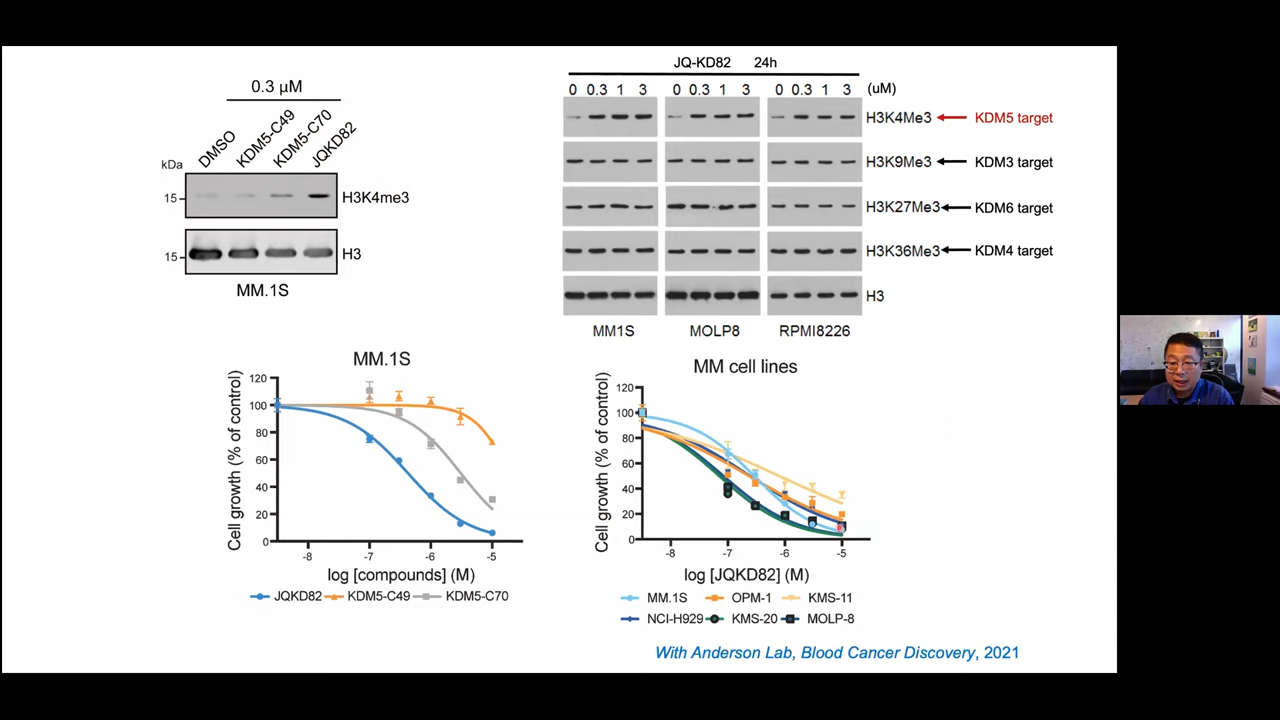 0.3 µM
DMSO
KDM5-C49
KDM5-C70
JQKD82
kDa
15
H3K4me3
15
H3
MM.1S
JQ-KD82 24h
0 0.3 1 3 0 0.3 1 3 0 0.3 1 3 (uM)
H3K4Me3 KDM5 target
H3K9Me3 KDM3 target
H3K27Me3 KDM6 target
H3K36Me3 KDM4 target
H3
MM1S MOLP8 RPMI8226
MM.1S
Cell growth (% of control)
120
100
80
60
40
20
0
-8 -7 -6 -5
log [compounds] (M)
JQKD82 KDM5-C49 KDM5-C70
MM cell lines
Cell growth (% of control)
120
100
80
60
40
20
0
-8 -7 -6 -5
log [JQKD82] (M)
MM.1S OPM-1 KMS-11
NCI-H929 KMS-20 MOLP-8
With Anderson Lab, Blood Cancer Discovery, 2021